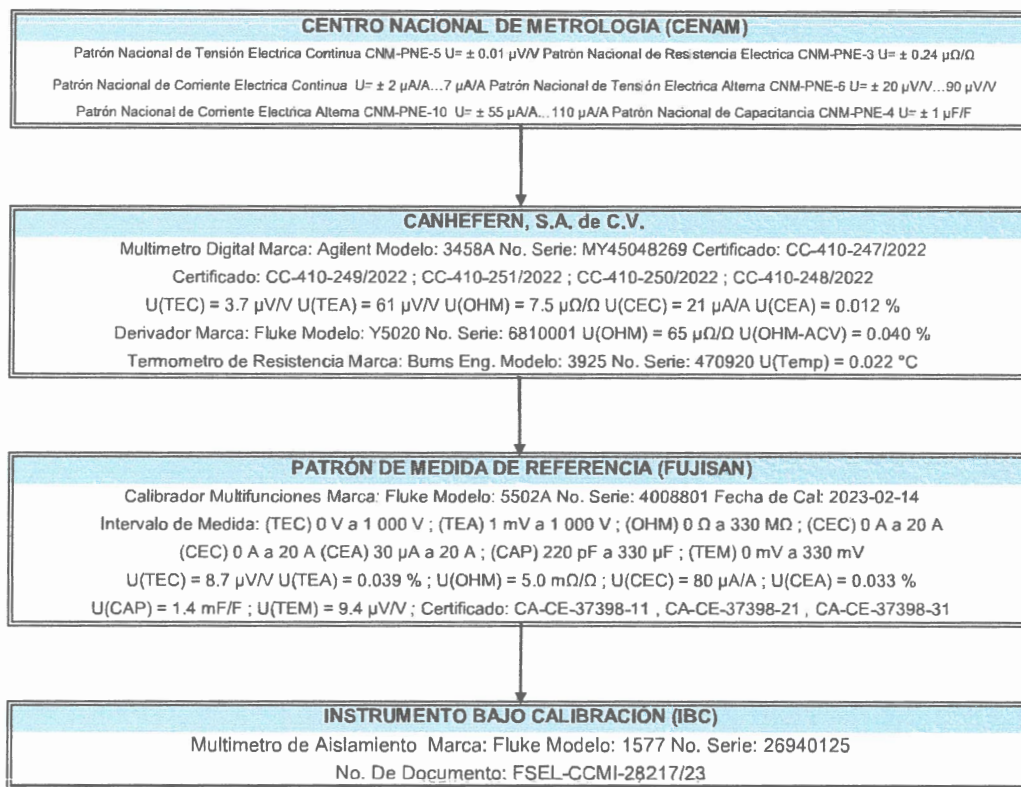 CENTRO NACIONAL DE METROLOGIA (CENAM)
Patrón Nacional de Tensión Electrica Continua CNM-PNE-5 U= ± 0.01 µV/V Patrón Nacional de Resistencia Electrica CNM-PNE-3 U= ± 0.24 µΩ/Ω
Patrón Nacional de Corriente Electrica Continua U= ± 2 µA/A...7 µA/A Patrón Nacional de Tensión Electrica Alterna CNM-PNE-6 U= ± 20 µV/V...90 µV/V
Patrón Nacional de Corriente Electrica Alterna CNM-PNE-10 U= ± 55 µA/A...110 µA/A Patrón Nacional de Capacitancia CNM-PNE-4 U= ± 1 µF/F
CANHEFERN, S.A. de C.V.
Multimetro Digital Marca: Agilent Modelo: 3458A No. Serie: MY45048269 Certificado: CC-410-247/2022
Certificado: CC-410-249/2022 ; CC-410-251/2022 ; CC-410-250/2022 ; CC-410-248/2022
U(TEC) = 3.7 µV/V U(TEA) = 61 µV/V U(OHM) = 7.5 µΩ/Ω U(CEC) = 21 µA/A U(CEA) = 0.012 %
Derivador Marca: Fluke Modelo: Y5020 No. Serie: 6810001 U(OHM) = 65 µΩ/Ω U(OHM-ACV) = 0.040 %
Termometro de Resistencia Marca: Burns Eng. Modelo: 3925 No. Serie: 470920 U(Temp) = 0.022 °C
PATRÓN DE MEDIDA DE REFERENCIA (FUJISAN)
Calibrador Multifunciones Marca: Fluke Modelo: 5502A No. Serie: 4008801 Fecha de Cal: 2023-02-14
Intervalo de Medida: (TEC) 0 V a 1 000 V ; (TEA) 1 mV a 1 000 V ; (OHM) 0 Ω a 330 MΩ ; (CEC) 0 A a 20 A
(CEC) 0 A a 20 A (CEA) 30 µA a 20 A ; (CAP) 220 pF a 330 µF ; (TEM) 0 mV a 330 mV
U(TEC) = 8.7 µV/V U(TEA) = 0.039 % ; U(OHM) = 5.0 mΩ/Ω ; U(CEC) = 80 µA/A ; U(CEA) = 0.033 %
U(CAP) = 1.4 mF/F ; U(TEM) = 9.4 µV/V ; Certificado: CA-CE-37398-11 , CA-CE-37398-21 , CA-CE-37398-31
INSTRUMENTO BAJO CALIBRACIÓN (IBC)
Multimetro de Aislamiento Marca: Fluke Modelo: 1577 No. Serie: 26940125
No. De Documento: FSEL-CCMI-28217/23